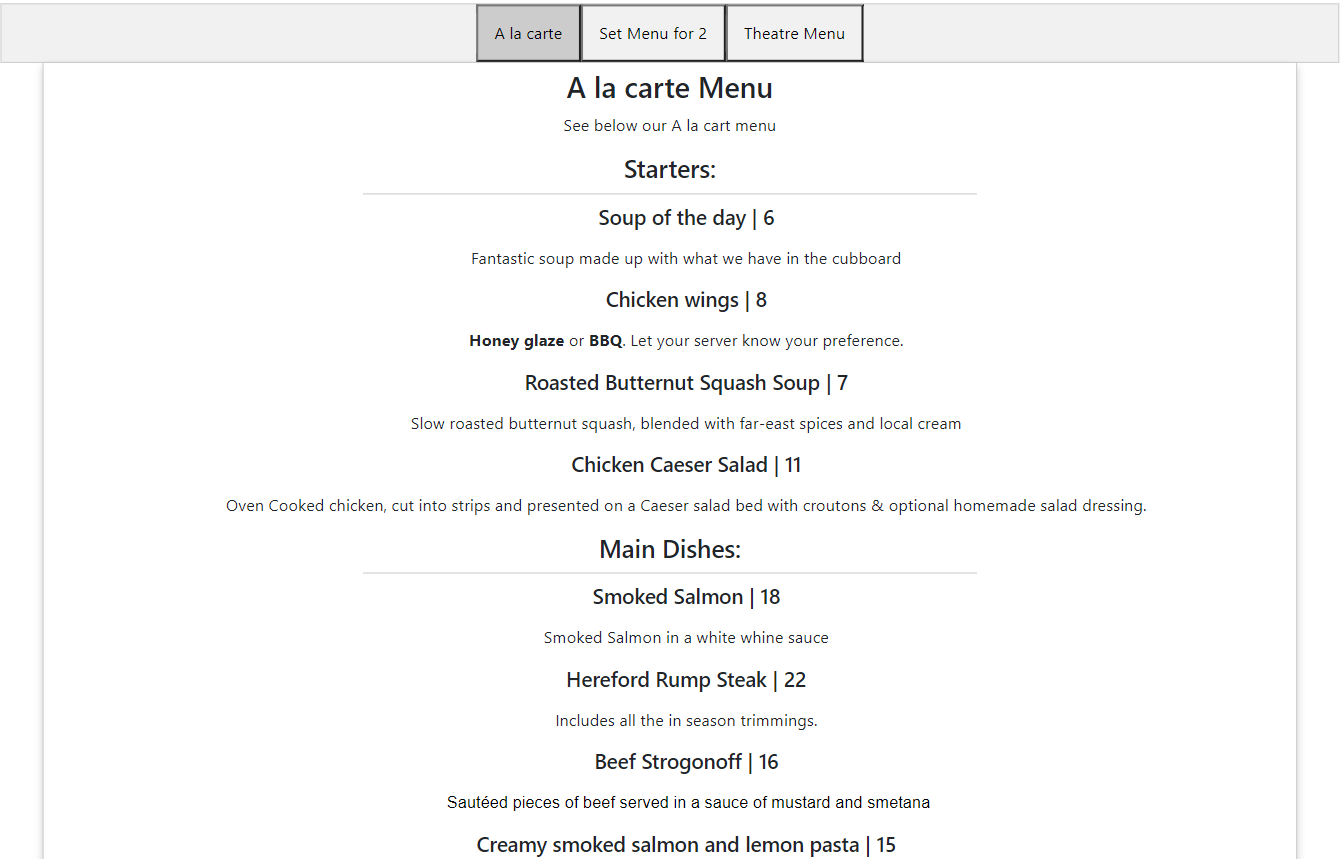 A la carte Set Menu for 2 Theatre Menu
A la carte Menu
See below our A la cart menu
Starters:
Soup of the day | 6
Fantastic soup made up with what we have in the cubboard
Chicken wings | 8
Honey glaze or BBQ. Let your server know your preference.
Roasted Butternut Squash Soup | 7
Slow roasted butternut squash, blended with far-east spices and local cream
Chicken Caeser Salad | 11
Oven Cooked chicken, cut into strips and presented on a Caeser salad bed with croutons & optional homemade salad dressing.
Main Dishes:
Smoked Salmon | 18
Smoked Salmon in a white whine sauce
Hereford Rump Steak | 22
Includes all the in season trimmings.
Beef Strogonoff | 16
Sautéed pieces of beef served in a sauce of mustard and smetana
Creamy smoked salmon and lemon pasta | 15